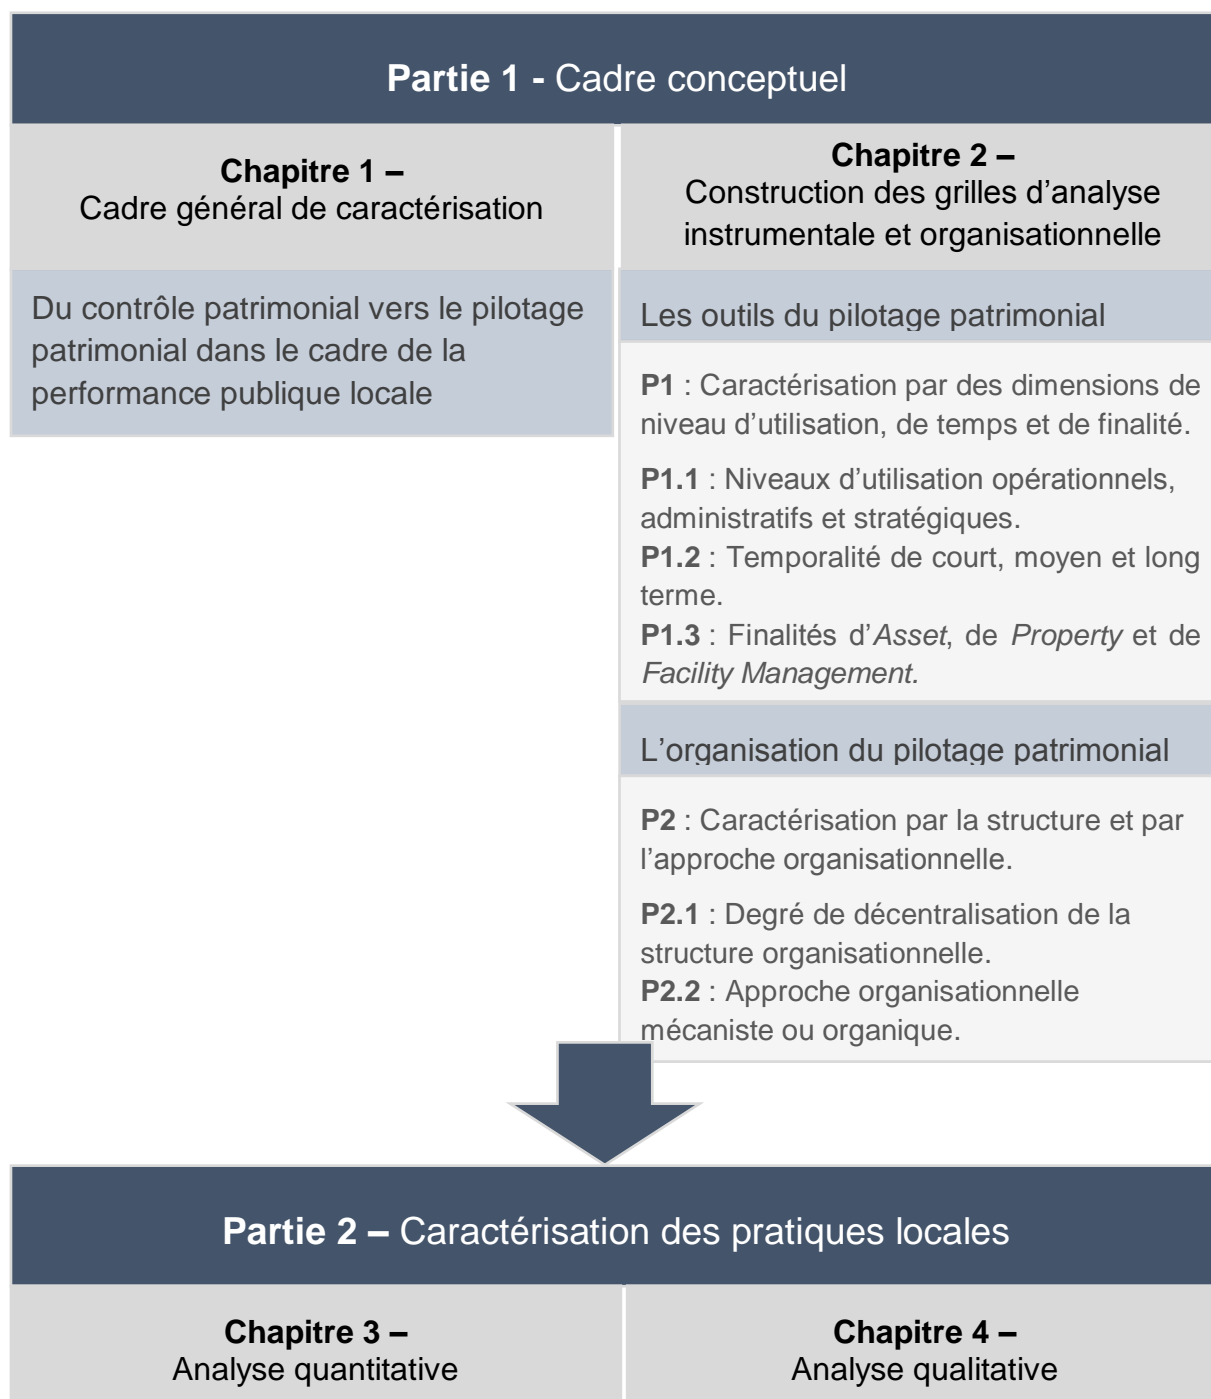 Partie 1 - Cadre conceptuel
Chapitre 1 –
Cadre général de caractérisation
Du contrôle patrimonial vers le pilotage
patrimonial dans le cadre de la
performance publique locale
Chapitre 2 –
Construction des grilles d’analyse
instrumentale et organisationnelle
Les outils du pilotage patrimonial
P1 : Caractérisation par des dimensions de
niveau d’utilisation, de temps et de finalité.
P1.1 : Niveaux d’utilisation opérationnels,
administratifs et stratégiques.
P1.2 : Temporalité de court, moyen et long
terme.
P1.3 : Finalités d’Asset, de Property et de
Facility Management.
L’organisation du pilotage patrimonial
P2 : Caractérisation par la structure et par
l’approche organisationnelle.
P2.1 : Degré de décentralisation de la
structure organisationnelle.
P2.2 : Approche organisationnelle
mécaniste ou organique.
Partie 2 – Caractérisation des pratiques locales
Chapitre 3 –
Analyse quantitative
Chapitre 4 –
Analyse qualitative